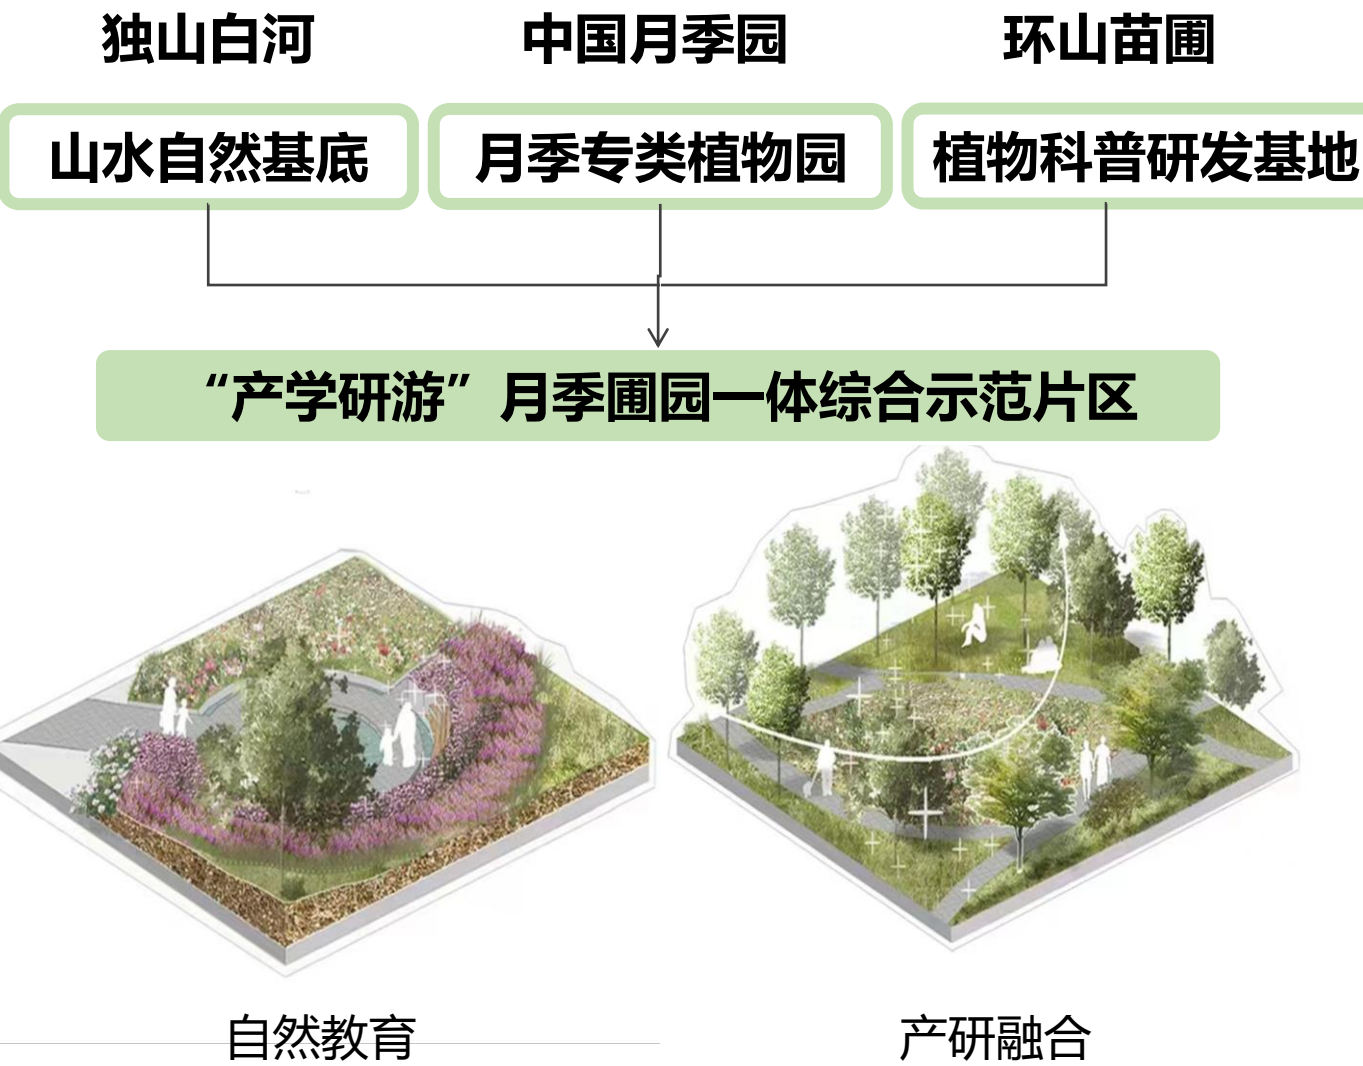 独山白河 中国月季园 环山苗圃
山水自然基底 月季专类植物园 植物科普研发基地
“产学研游”月季圃园一体综合示范片区
自然教育 产研融合